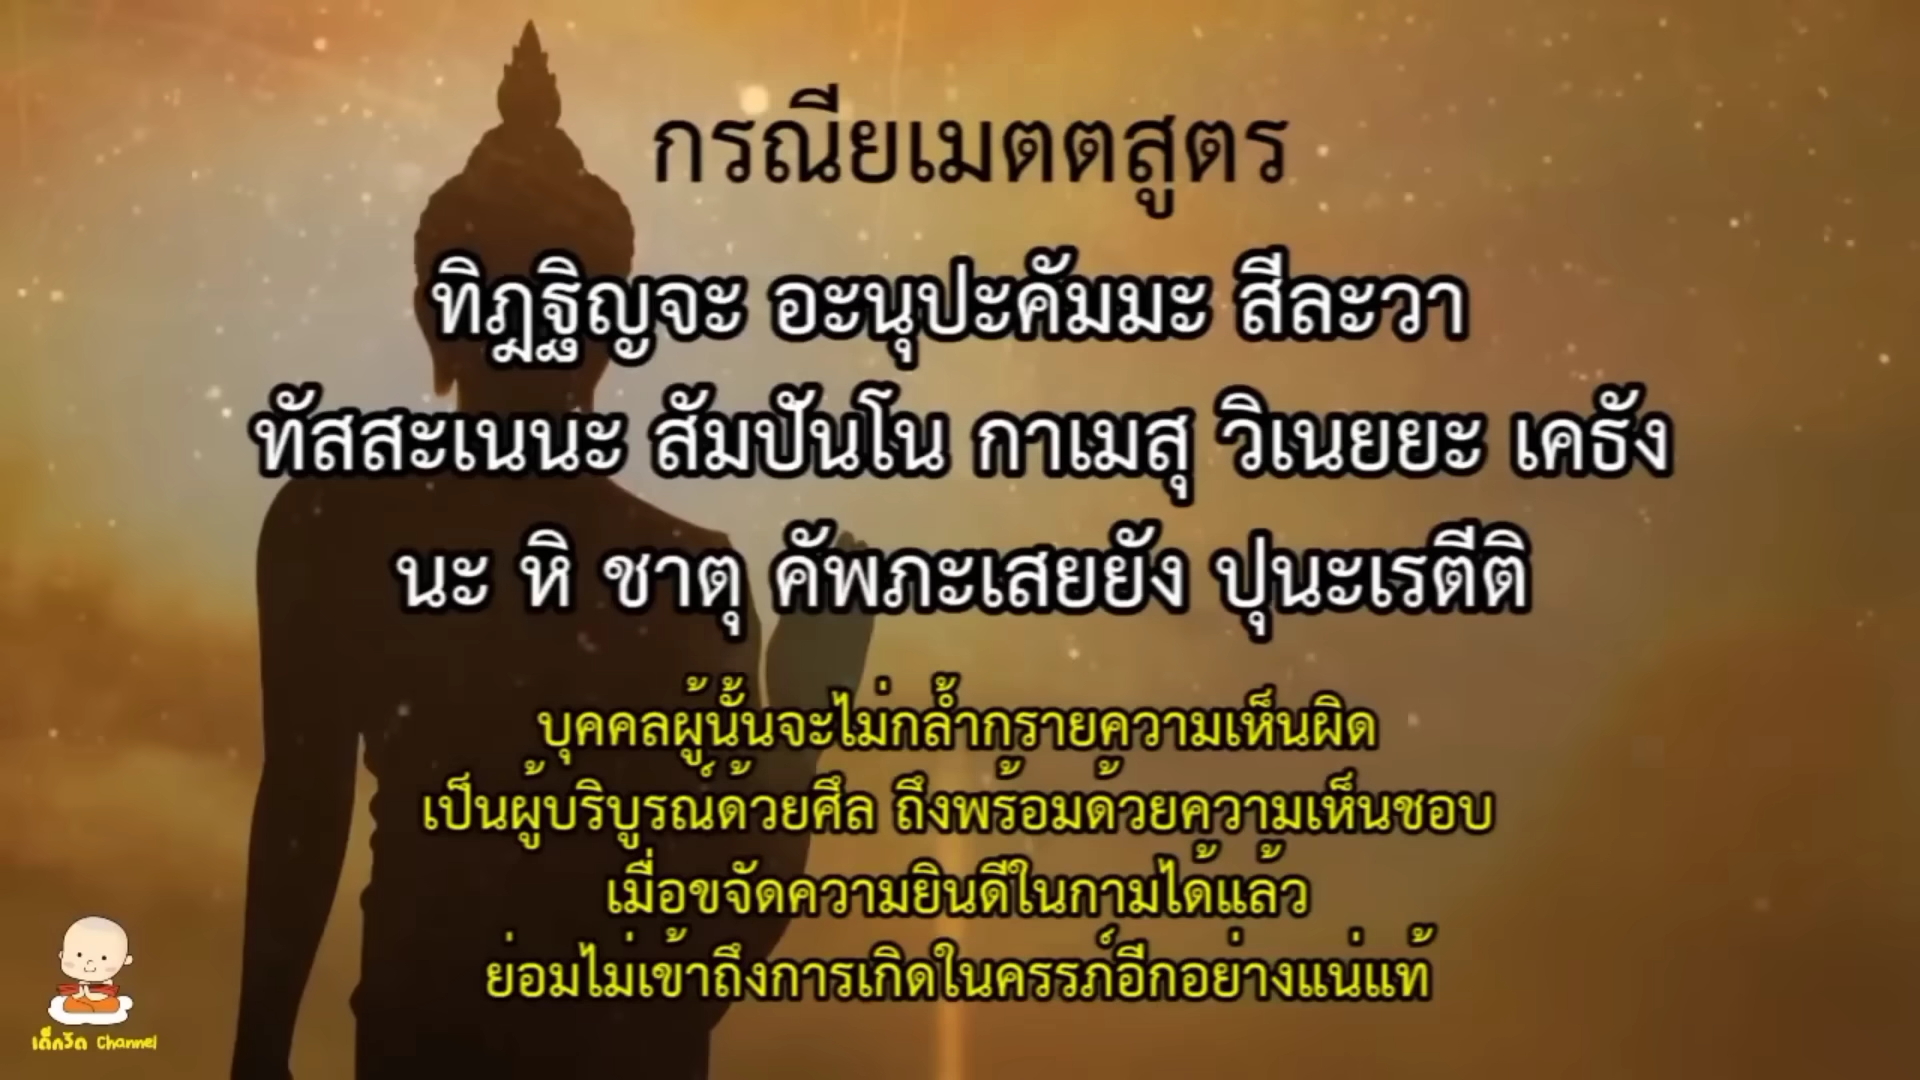 กรณียเมตตสูตร
ทิฏฐิญจะ อะนุปะคัมมะ สีละวา
ทัสสะเนนะ สัมปันโน กาเมสุ วิเนยยะ เคธัง
นะ หิ ชาตุ คัพภะเสยยัง ปุนะเรตีติ
บุคคลผู้นั้นจะไม่กล้ำกรายความเห็นผิด
เป็นผู้บริบูรณ์ด้วยศีล ถึงพร้อมด้วยความเห็นชอบ
เมื่อขจัดความยินดีในกามได้แล้ว
ย่อมไม่เข้าถึงการเกิดในครรภ์อีกอย่างแน่แท้
เด็กวัด Channel